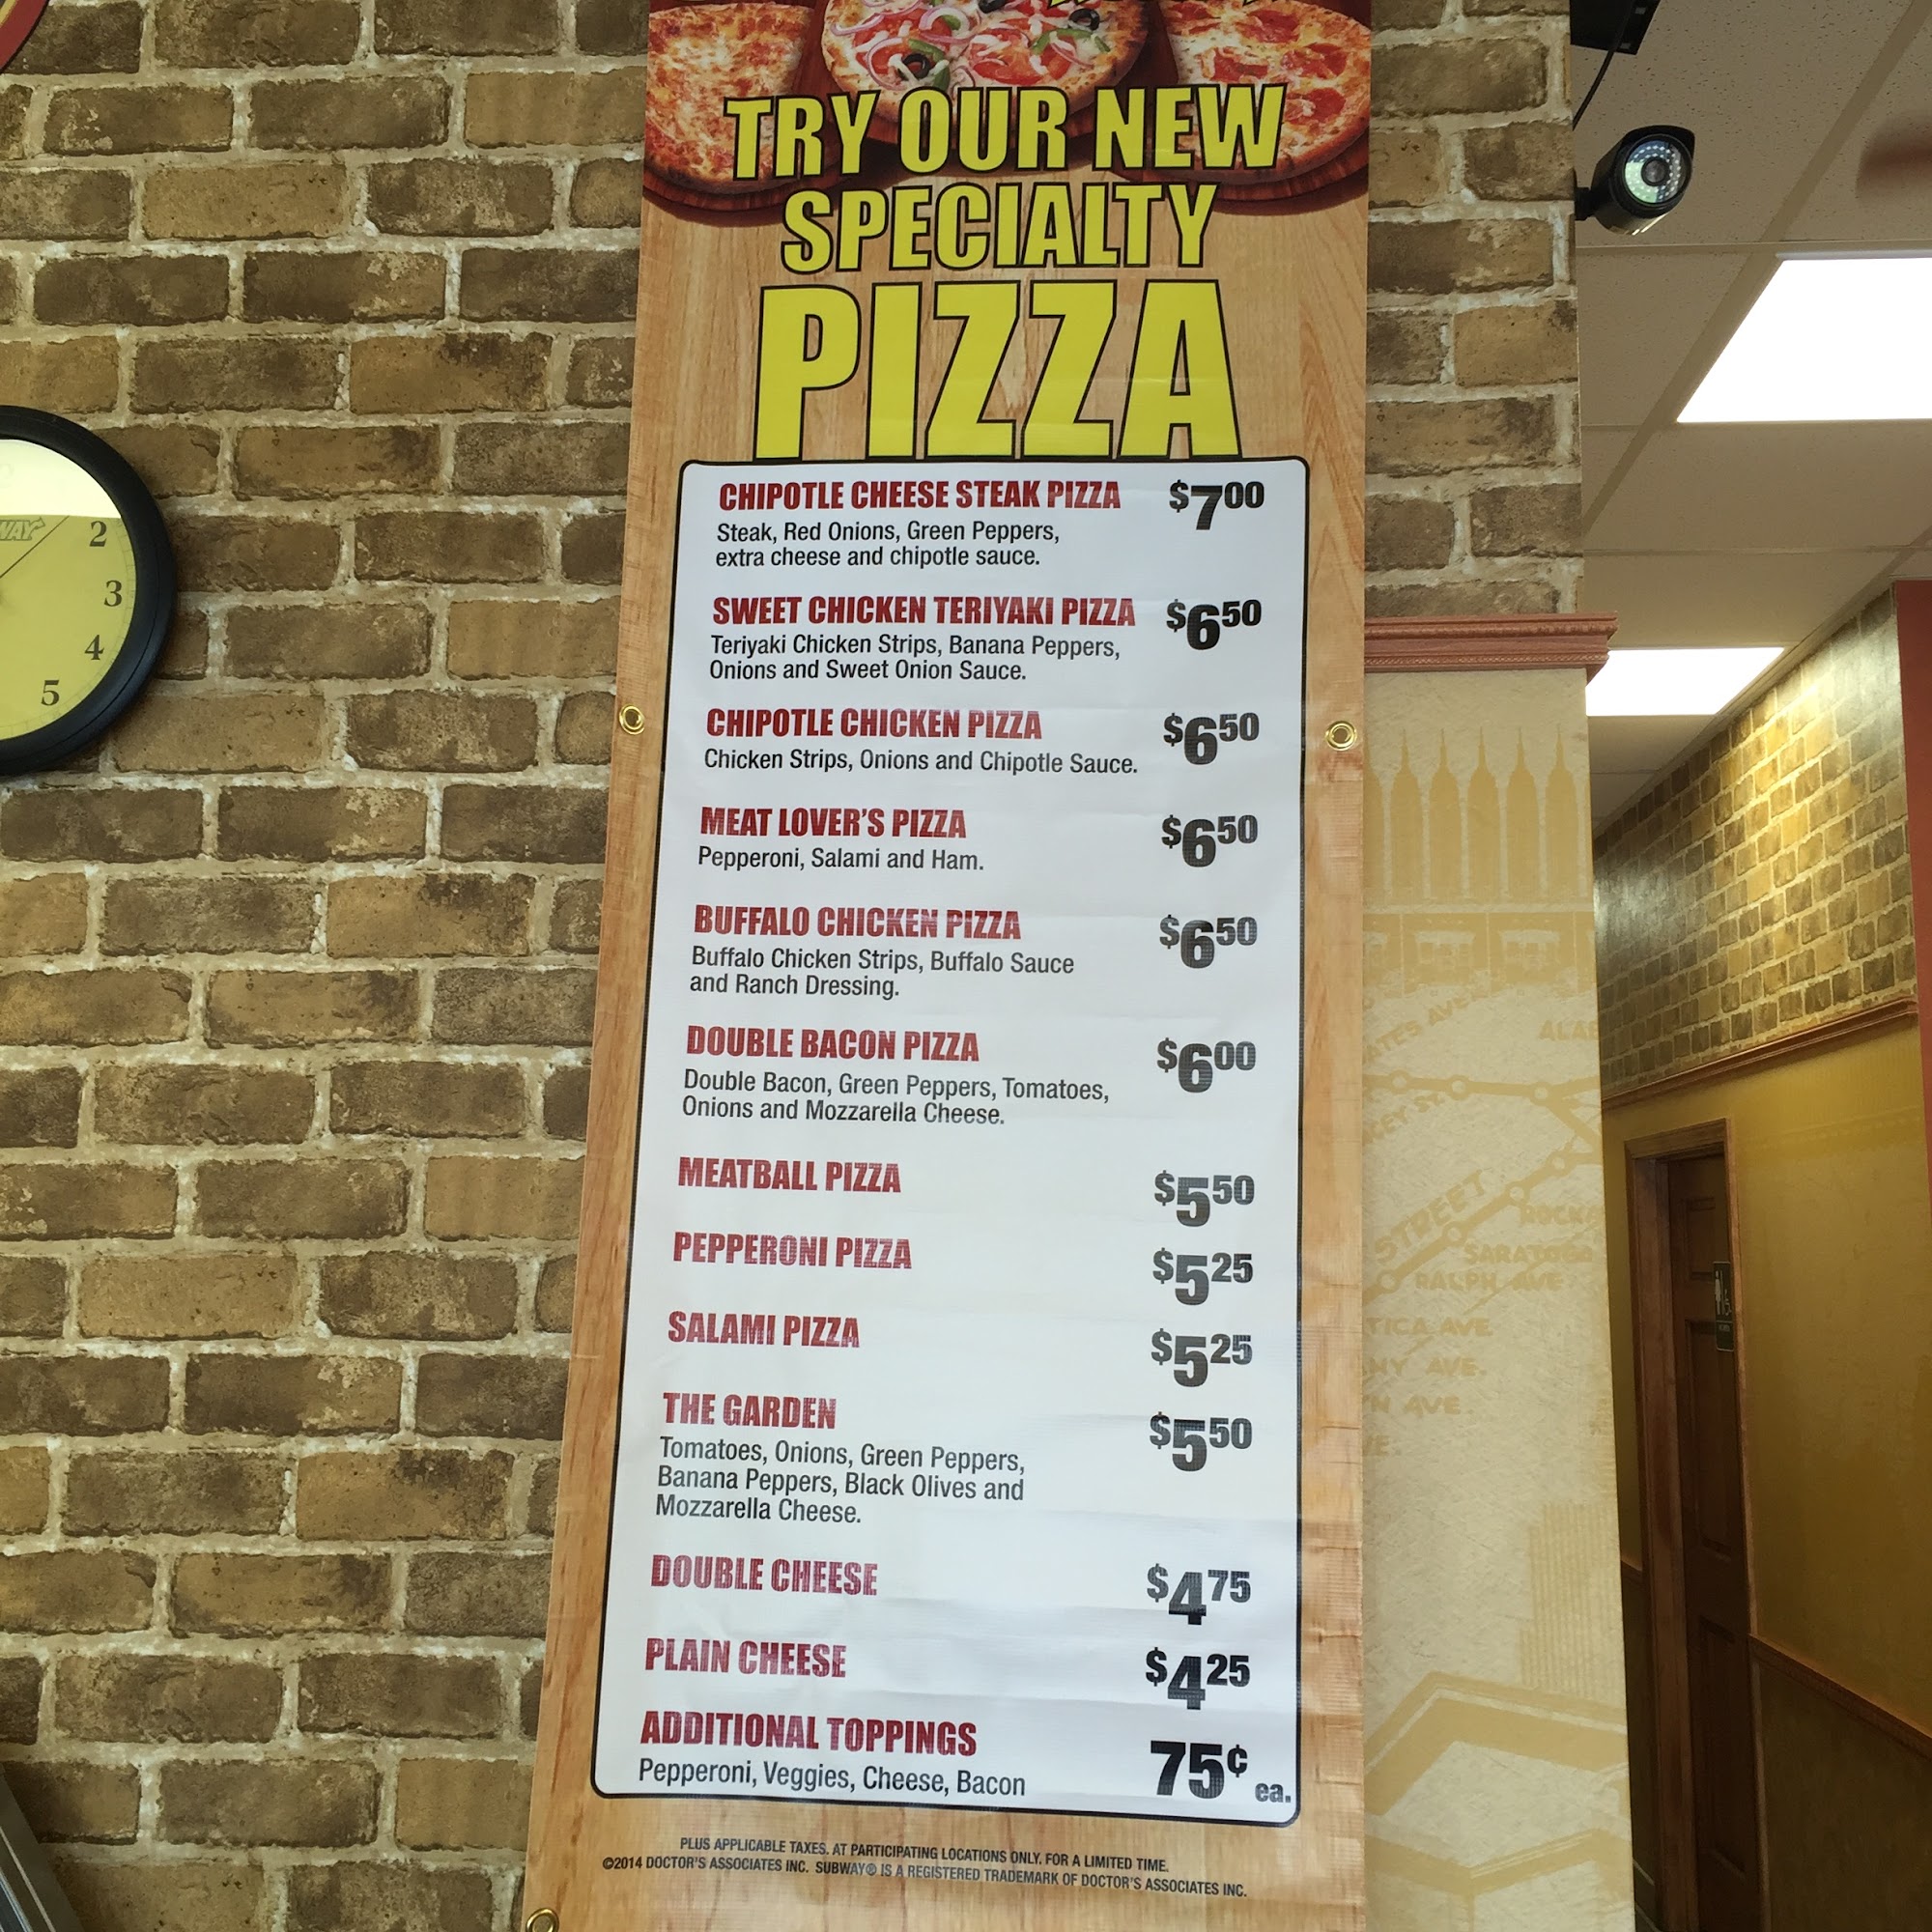 TRY OUR NEW
SPECIALTY
PIZZA
CHIPOTLE CHEESE STEAK PIZZA $700
Steak, Red Onions, Green Peppers,
extra cheese and chipotle sauce.
SWEET CHICKEN TERIYAKI PIZZA $650
Teriyaki Chicken Strips, Banana Peppers,
Onions and Sweet Onion Sauce.
CHIPOTLE CHICKEN PIZZA $650
Chicken Strips, Onions and Chipotle Sauce.
MEAT LOVER'S PIZZA $650
Pepperoni, Salami and Ham.
BUFFALO CHICKEN PIZZA $650
Buffalo Chicken Strips, Buffalo Sauce
and Ranch Dressing.
DOUBLE BACON PIZZA $600
Double Bacon, Green Peppers, Tomatoes,
Onions and Mozzarella Cheese.
MEATBALL PIZZA $550
PEPPERONI PIZZA $525
SALAMI PIZZA $525
THE GARDEN $550
Tomatoes, Onions, Green Peppers,
Banana Peppers, Black Olives and
Mozzarella Cheese.
DOUBLE CHEESE $475
PLAIN CHEESE $425
ADDITIONAL TOPPINGS 75¢ ea.
Pepperoni, Veggies, Cheese, Bacon
PLUS APPLICABLE TAXES. AT PARTICIPATING LOCATIONS ONLY. FOR A LIMITED TIME.
©2014 DOCTOR'S ASSOCIATES INC. SUBWAY® IS A REGISTERED TRADEMARK OF DOCTOR'S ASSOCIATES INC.
WAY
2
3
4
5
STREET
RALPH AVE
AVE.
AVE.